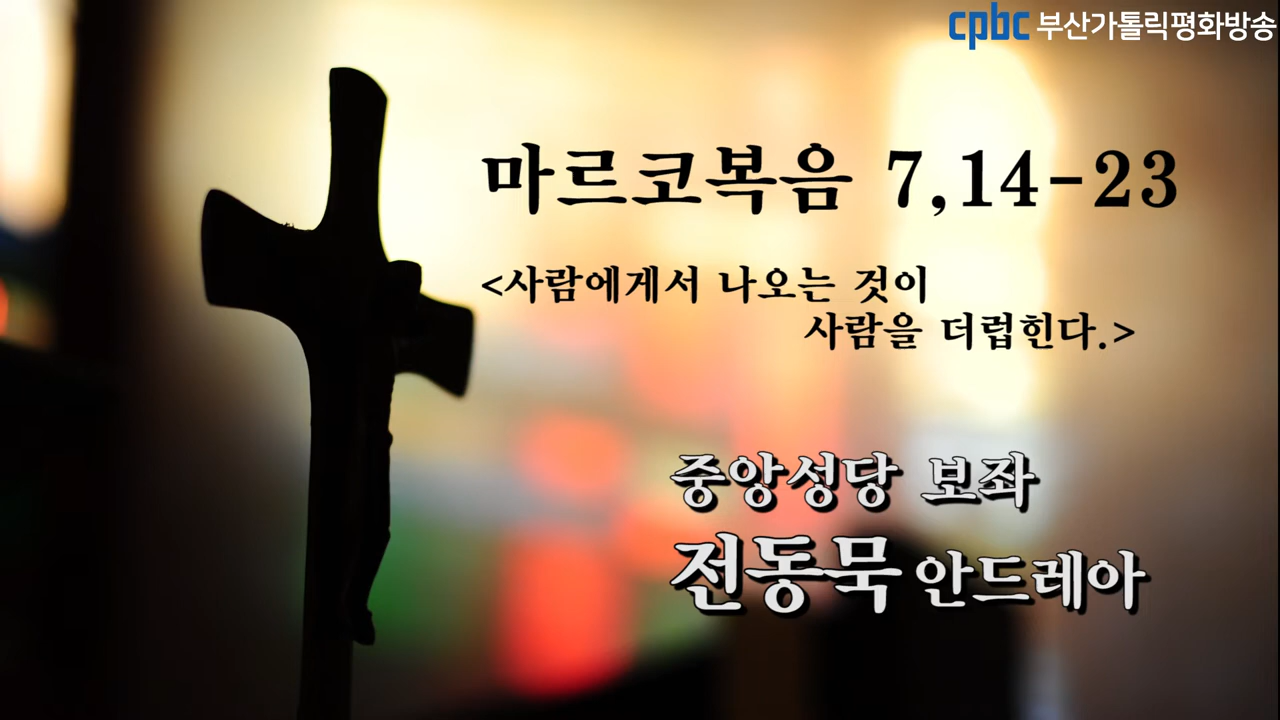 cpbc 부산가톨릭평화방송
마르코복음 7,14-23
<사람에게서 나오는 것이
사람을 더럽힌다.>
중앙성당 보좌
전동묵 안드레아